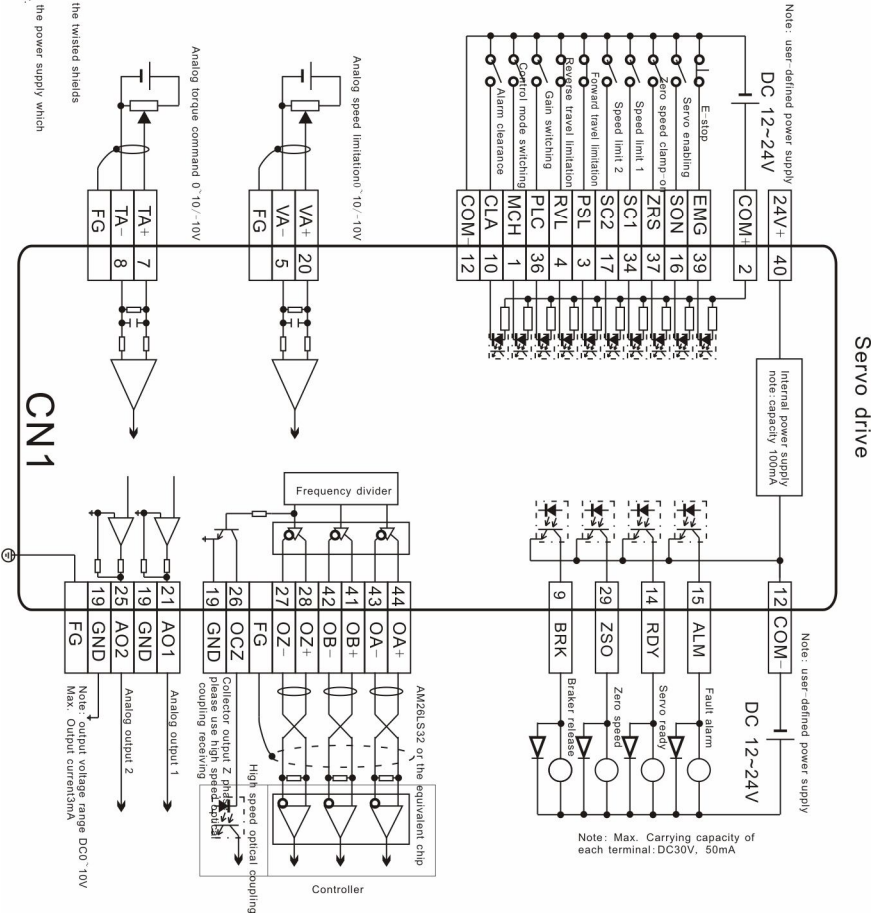 Servo drive
Note: user-defined power supply
DC 12~24V
24V+ 40
COM+ 2
E-stop
EMG 39
Servo enabling
SON 16
Zero speed clamp-on
ZRS 37
Speed limit 1
SC1 34
Speed limit 2
SC2 17
Forward travel limitation
PSL 3
Reverse travel limitation
RVL 4
Gain switching
PLC 36
Control mode switching
MCH 1
Alarm clearance
CLA 10
COM- 12
Internal power supply
note:capacity 100mA
Analog speed limitation0~10/-10V
VA+ 20
VA- 5
FG
Analog torque command 0~10/-10V
TA+ 7
TA- 8
FG
the twisted shields
the power supply which
CN1
12 COM-
Note: user-defined power supply
DC 12~24V
15 ALM
Fault alarm
14 RDY
Servo ready
29 ZSO
Zero speed
9 BRK
Braker release
Note: Max. Carrying capacity of
each terminal:DC30V, 50mA
Frequency divider
44 OA+
43 OA-
41 OB+
42 OB-
28 OZ+
27 OZ-
FG
26 OCZ
19 GND
AM26LS32 or the equivalent chip
High speed optical coupling
Collector output Z phase
please use high speed optical
coupling receiving
Controller
21 AO1
19 GND
25 AO2
19 GND
FG
Analog output 1
Analog output 2
Note: output voltage range DC0~10V
Max. Output current3mA